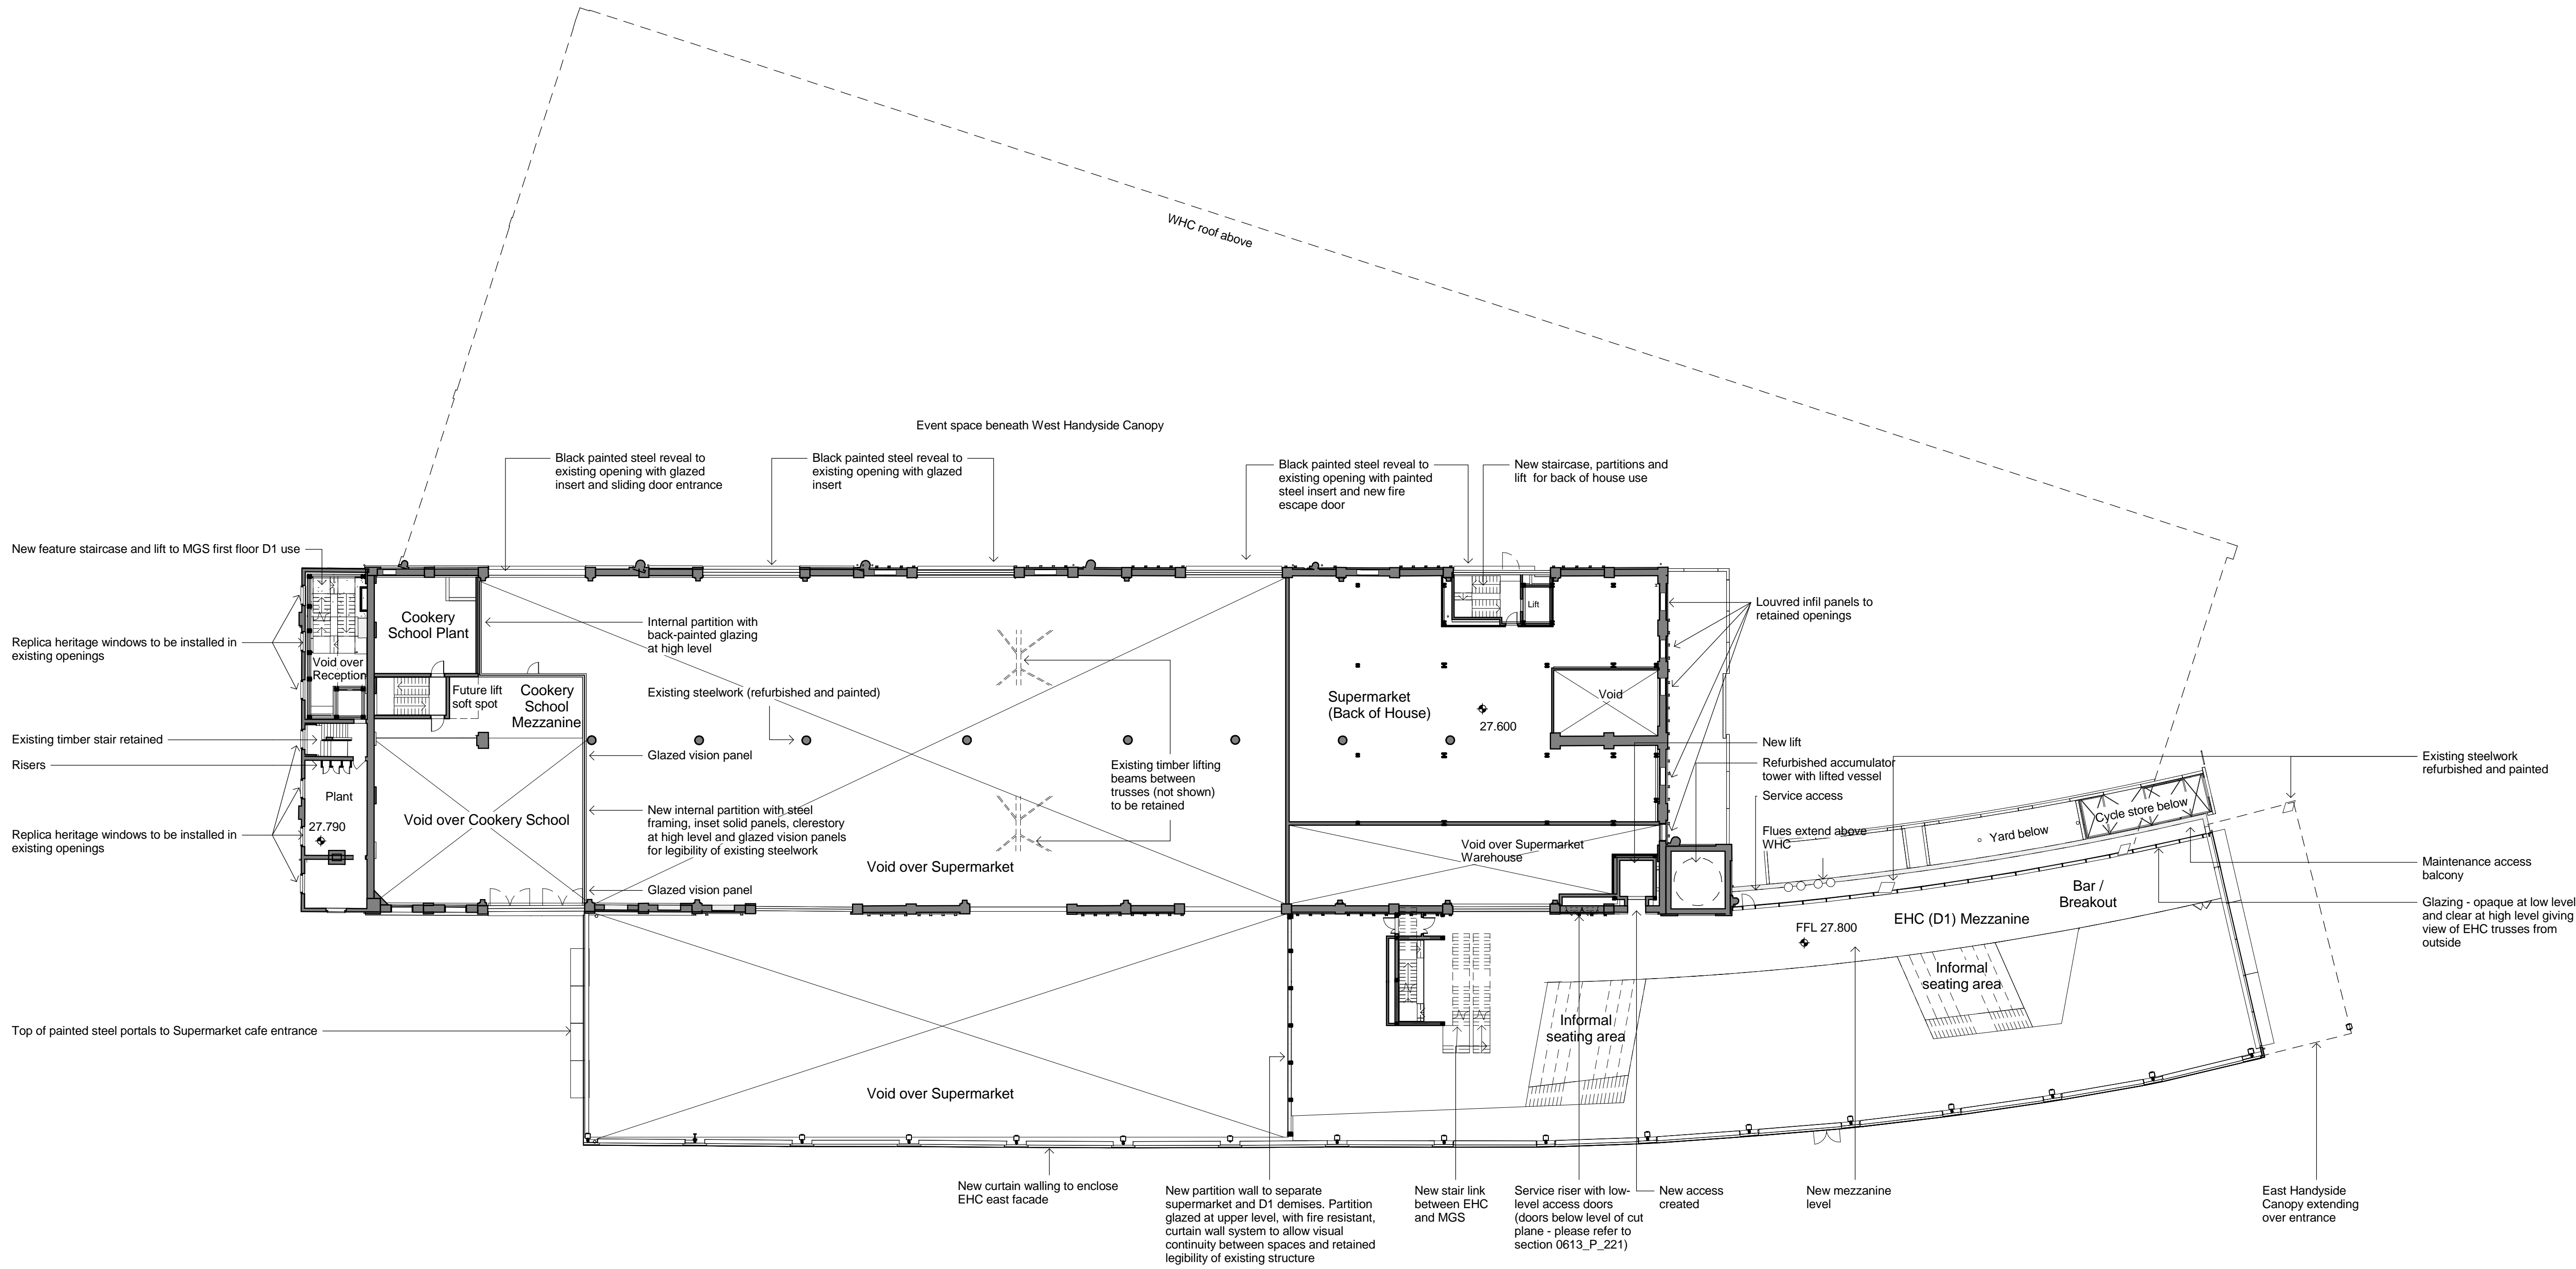 WHC roof above
Event space beneath West Handyside Canopy
Black painted steel reveal to
existing opening with glazed
insert and sliding door entrance
Black painted steel reveal to
existing opening with glazed
insert
Black painted steel reveal to
existing opening with painted
steel insert and new fire
escape door
New staircase, partitions and
lift for back of house use
New feature staircase and lift to MGS first floor D1 use
Replica heritage windows to be installed in
existing openings
Existing timber stair retained
Risers
Replica heritage windows to be installed in
existing openings
Top of painted steel portals to Supermarket cafe entrance
Void over
Reception
Plant
27.790
Cookery
School Plant
Future lift
soft spot
Cookery
School
Mezzanine
Void over Cookery School
Internal partition with
back-painted glazing
at high level
Existing steelwork (refurbished and painted)
Glazed vision panel
New internal partition with steel
framing, inset solid panels, clerestory
at high level and glazed vision panels
for legibility of existing steelwork
Glazed vision panel
Void over Supermarket
Existing timber lifting
beams between
trusses (not shown)
to be retained
Lift
Supermarket
(Back of House)
27.600
Void
Void over Supermarket
Warehouse
Louvred infil panels to
retained openings
New lift
Refurbished accumulator
tower with lifted vessel
Service access
Flues extend above
WHC
Yard below
Cycle store below
Existing steelwork
refurbished and painted
Maintenance access
balcony
Glazing - opaque at low level
and clear at high level giving
view of EHC trusses from
outside
Bar /
Breakout
EHC (D1) Mezzanine
FFL 27.800
Informal
seating area
Informal
seating area
Void over Supermarket
New curtain walling to enclose
EHC east facade
New partition wall to separate
supermarket and D1 demises. Partition
glazed at upper level, with fire resistant,
curtain wall system to allow visual
continuity between spaces and retained
legibility of existing structure
New stair link
between EHC
and MGS
Service riser with low-
level access doors
(doors below level of cut
plane - please refer to
section 0613_P_221)
New access
created
New mezzanine
level
East Handyside
Canopy extending
over entrance